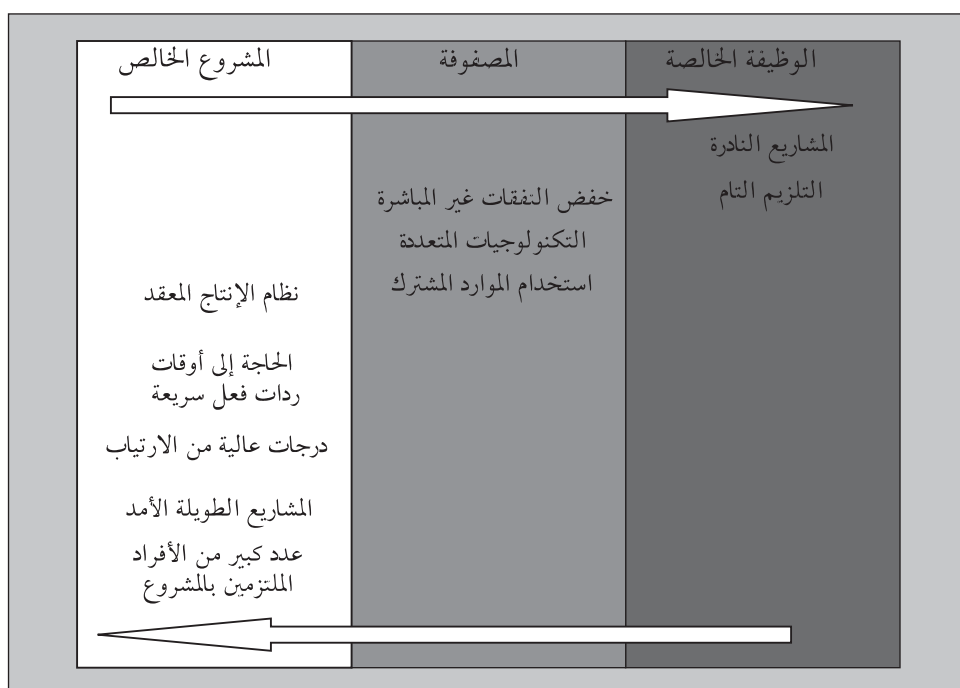 الوظيفة الخالصة
المشاريع النادرة
التلزيم التام
المصفوفة
خفض النفقات غير المباشرة
التكنولوجيات المتعددة
استخدام الموارد المشترك
المشروع الخالص
نظام الإنتاج المعقد
الحاجة إلى أوقات
ردات فعل سريعة
درجات عالية من الارتياب
المشاريع الطويلة الأمد
عدد كبير من الأفراد
الملتزمين بالمشروع